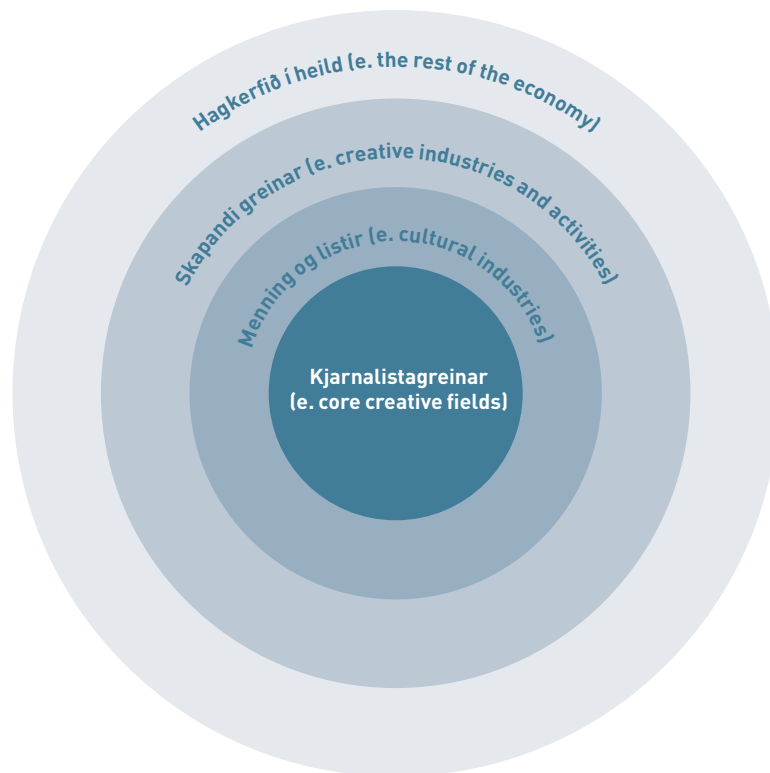 Hagkerfið í heild (e. the rest of the economy)
Skapandi greinar (e. creative industries and activities)
Menning og listir (e. cultural industries)
Kjarnalistagreinar
(e. core creative fields)